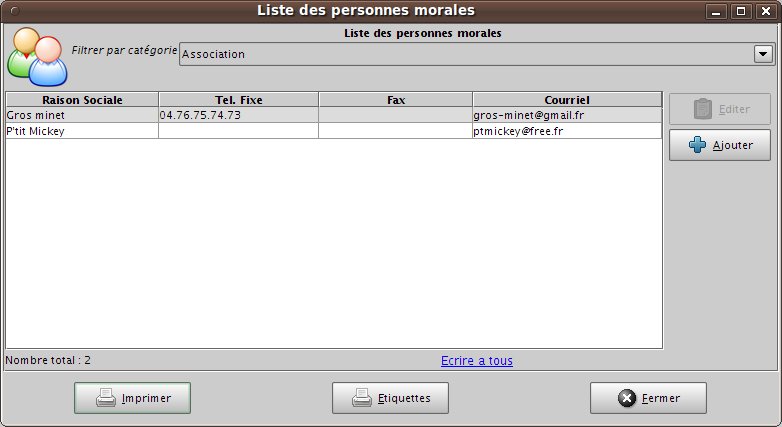 Liste des personnes morales
Liste des personnes morales
Filtrer par catégorie Association
Raison Sociale Tel. Fixe Fax Courriel
Gros minet 04.76.75.74.73 gros-minet@gmail.fr
P'tit Mickey ptmickey@free.fr
Editer
Ajouter
Nombre total : 2 Ecrire a tous
Imprimer Etiquettes Fermer